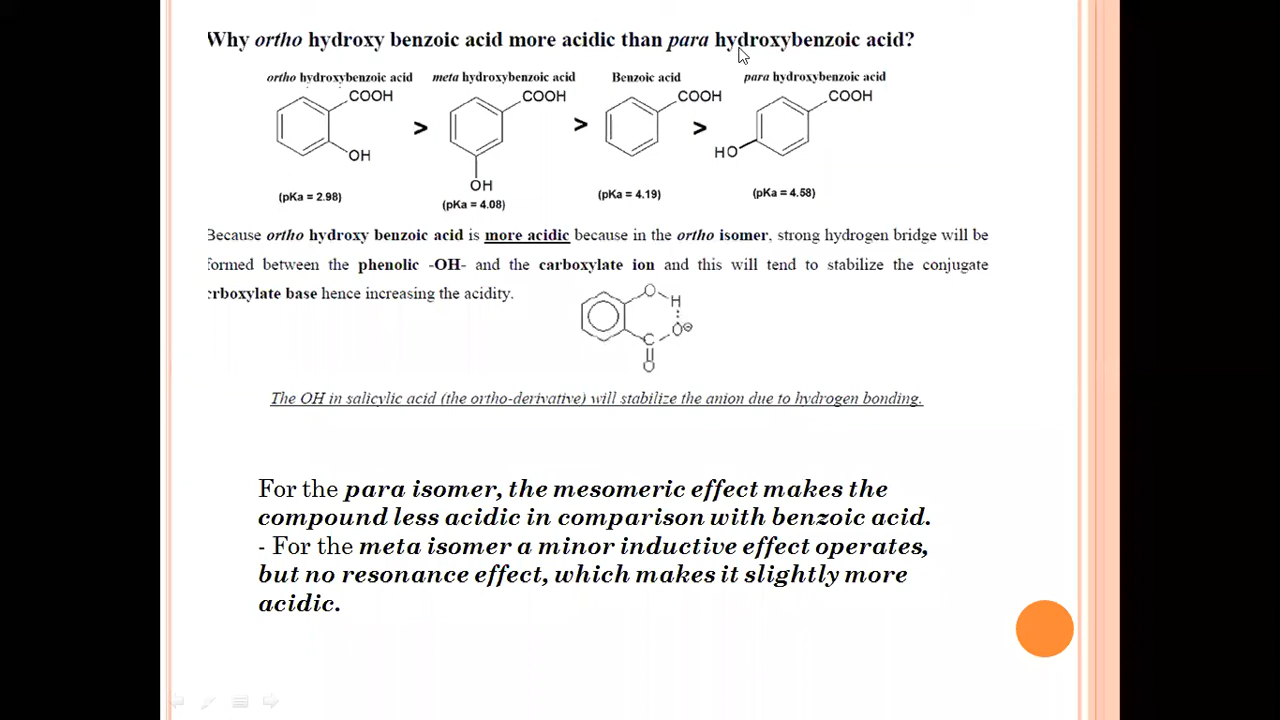 Why ortho hydroxy benzoic acid more acidic than para hydroxybenzoic acid?
ortho hydroxybenzoic acid meta hydroxybenzoic acid Benzoic acid para hydroxybenzoic acid
COOH COOH COOH COOH
> > >
OH HO
OH
(pKa = 2.98) (pKa = 4.08) (pKa = 4.19) (pKa = 4.58)
Because ortho hydroxy benzoic acid is more acidic because in the ortho isomer, strong hydrogen bridge will be
formed between the phenolic -OH- and the carboxylate ion and this will tend to stabilize the conjugate
crboxylate base hence increasing the acidity.
O H
C O⊖
O
The OH in salicylic acid (the ortho-derivative) will stabilize the anion due to hydrogen bonding.
For the para isomer, the mesomeric effect makes the
compound less acidic in comparison with benzoic acid.
- For the meta isomer a minor inductive effect operates,
but no resonance effect, which makes it slightly more
acidic.